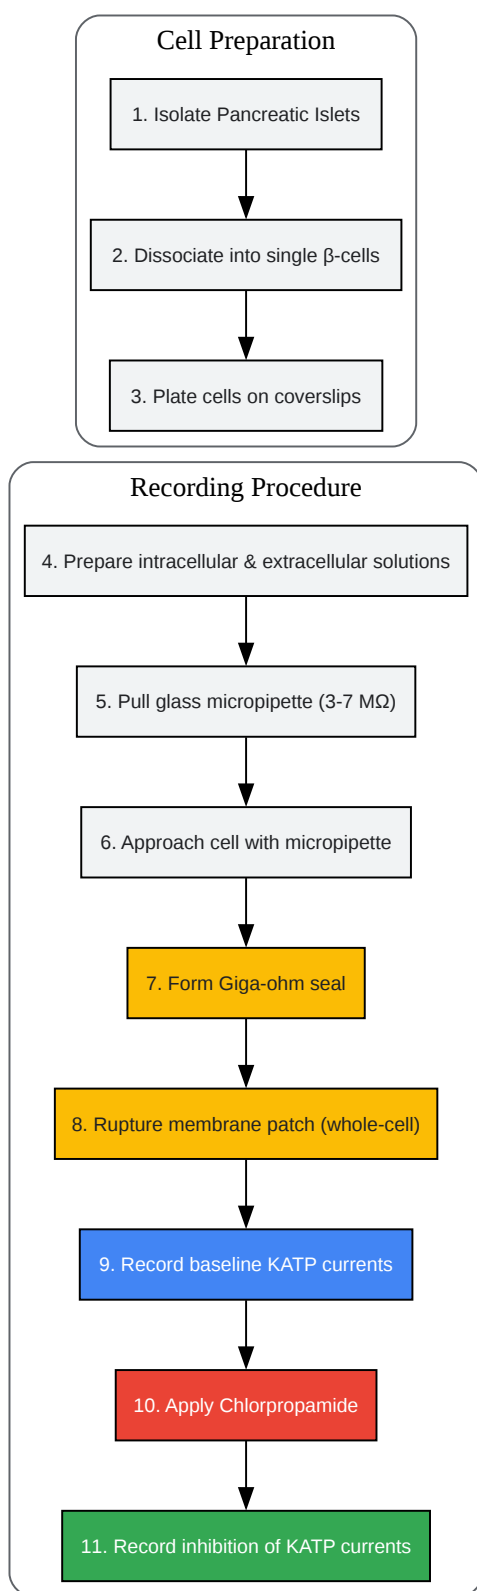 Cell Preparation
1. Isolate Pancreatic Islets
2. Dissociate into single β-cells
3. Plate cells on coverslips
Recording Procedure
4. Prepare intracellular & extracellular solutions
5. Pull glass micropipette (3-7 MΩ)
6. Approach cell with micropipette
7. Form Giga-ohm seal
8. Rupture membrane patch (whole-cell)
9. Record baseline KATP currents
10. Apply Chlorpropamide
11. Record inhibition of KATP currents